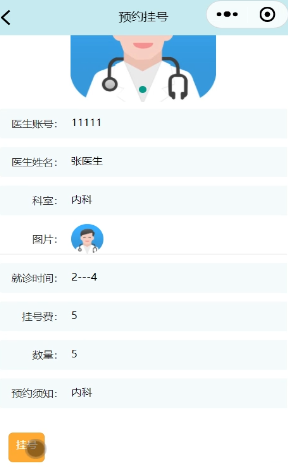 预约挂号
医生账号： 11111
医生姓名： 张医生
科室： 内科
图片：
就诊时间： 2---4
挂号费： 5
数量： 5
预约须知： 内科
挂号